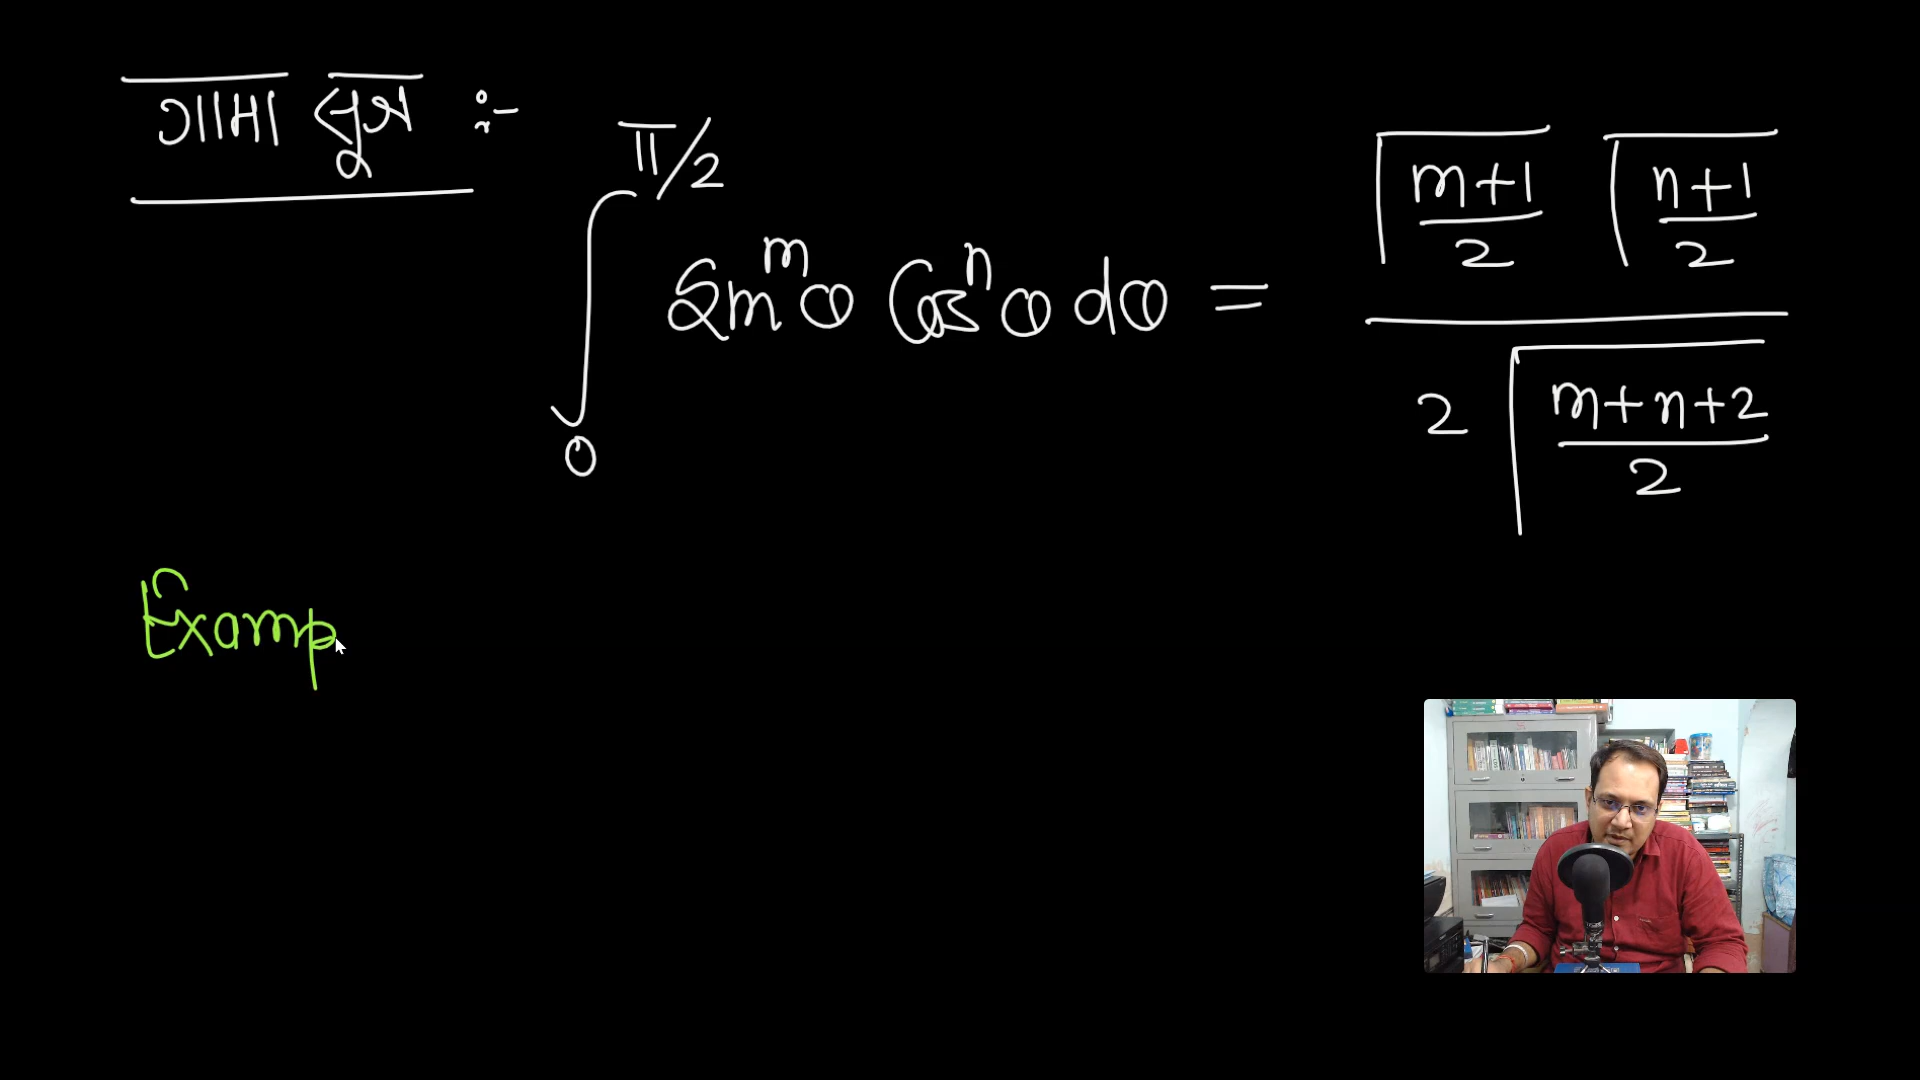 गामा सूत्र :-
∫₀^{π/2} Sin^m θ Cos^n θ dθ = (Γ((m+1)/2) Γ((n+1)/2)) / (2 Γ((m+n+2)/2))
Examp